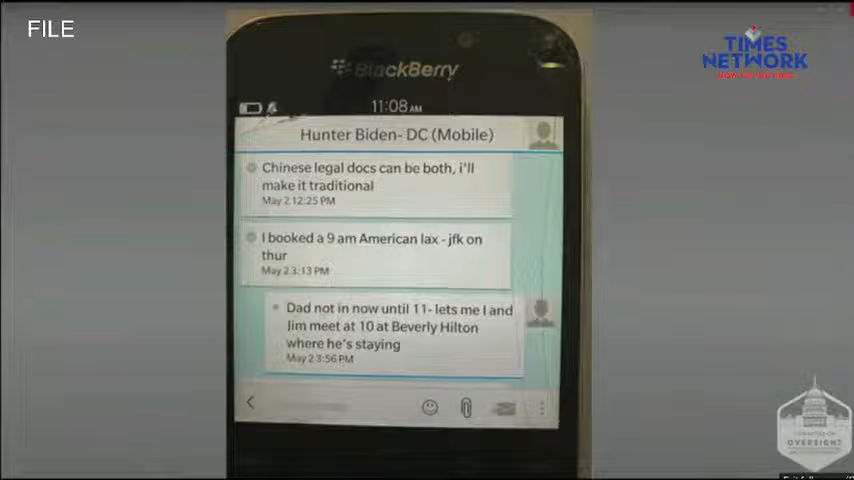 FILE
TIMES
NETWORK
BlackBerry
11:08 AM
Hunter Biden- DC (Mobile)
Chinese legal docs can be both, i'll
make it traditional
May 2 12:25 PM
I booked a 9 am American lax - jfk on
thur
May 2 3:13 PM
Dad not in now until 11- lets me I and
Jim meet at 10 at Beverly Hilton
where he's staying
May 2 3:56 PM
OVERSIGHT